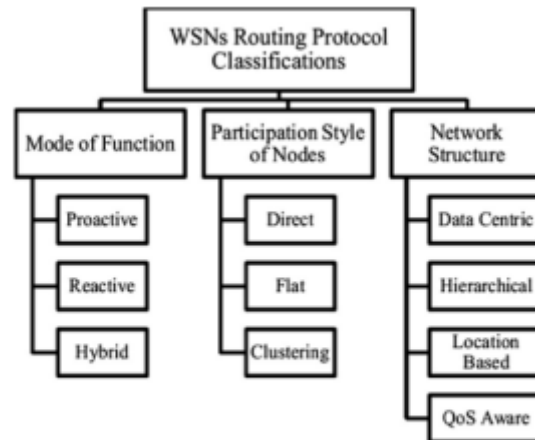 WSNs Routing Protocol
Classifications
Mode of Function
Participation Style
of Nodes
Network
Structure
Proactive
Direct
Data Centric
Reactive
Flat
Hierarchical
Hybrid
Clustering
Location
Based
QoS Aware